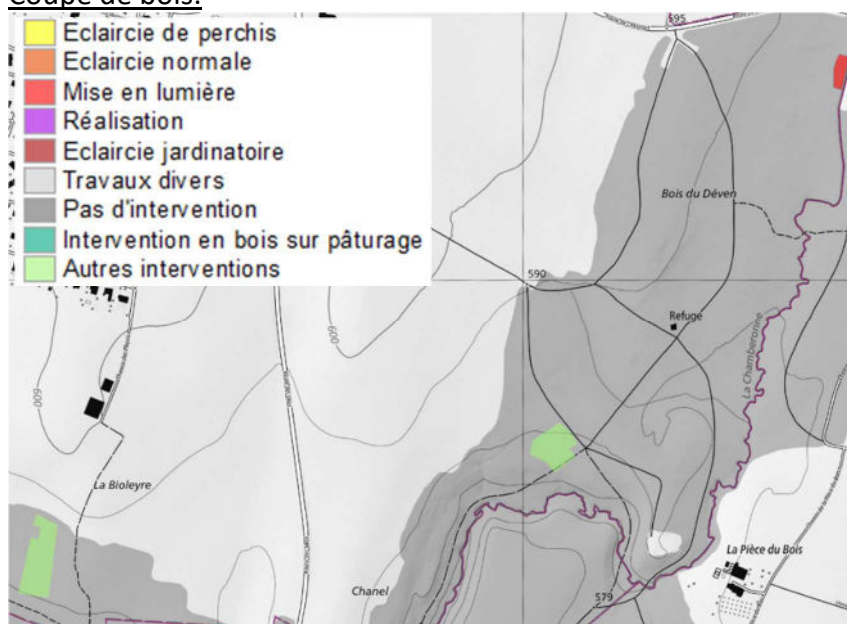 Coupe de bois:
Eclaircie de perchis
Eclaircie normale
Mise en lumière
Réalisation
Eclaircie jardinatoire
Travaux divers
Pas d'intervention
Intervention en bois sur pâturage
Autres interventions
595
Bois du Déven
590
Refuge
600
La Chamberonne
600
La Bioleyre
La Pièce du Bois
Chanel
579